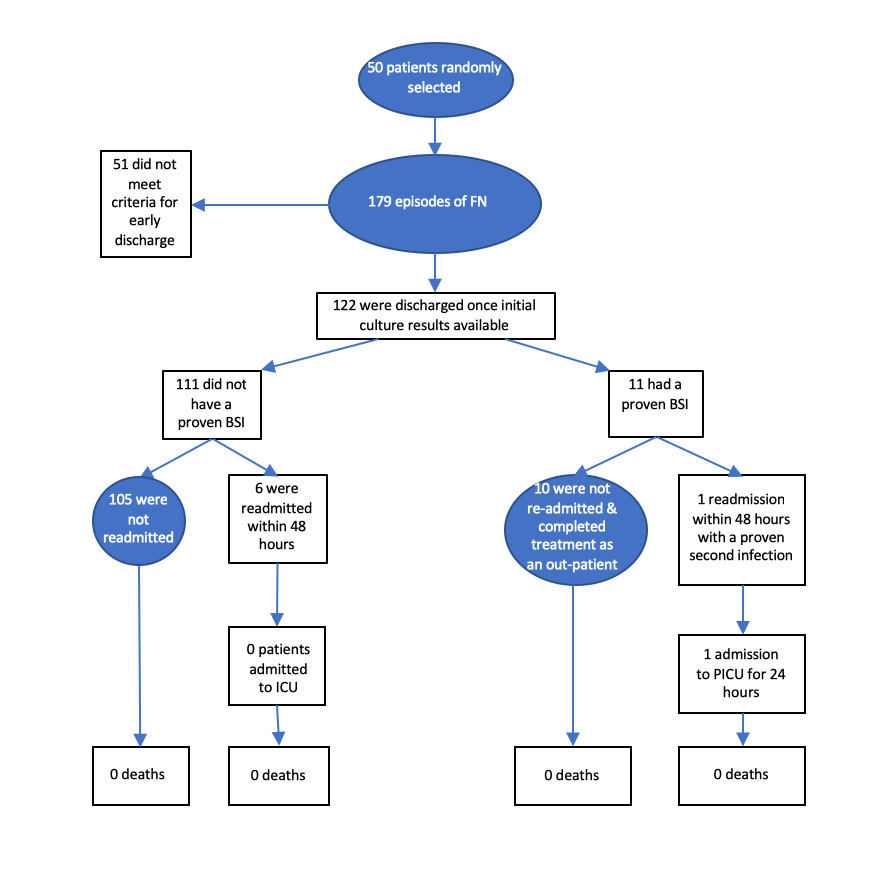 50 patients randomly
selected
51 did not
meet
criteria for
early
discharge
179 episodes of FN
122 were discharged once initial
culture results available
111 did not
have a
proven BSI
11 had a
proven BSI
105 were
not
readmitted
6 were
readmitted
within 48
hours
10 were not
re-admitted &
completed
treatment as
an out-patient
1 readmission
within 48 hours
with a proven
second infection
0 patients
admitted
to ICU
1 admission
to PICU for 24
hours
0 deaths
0 deaths
0 deaths
0 deaths